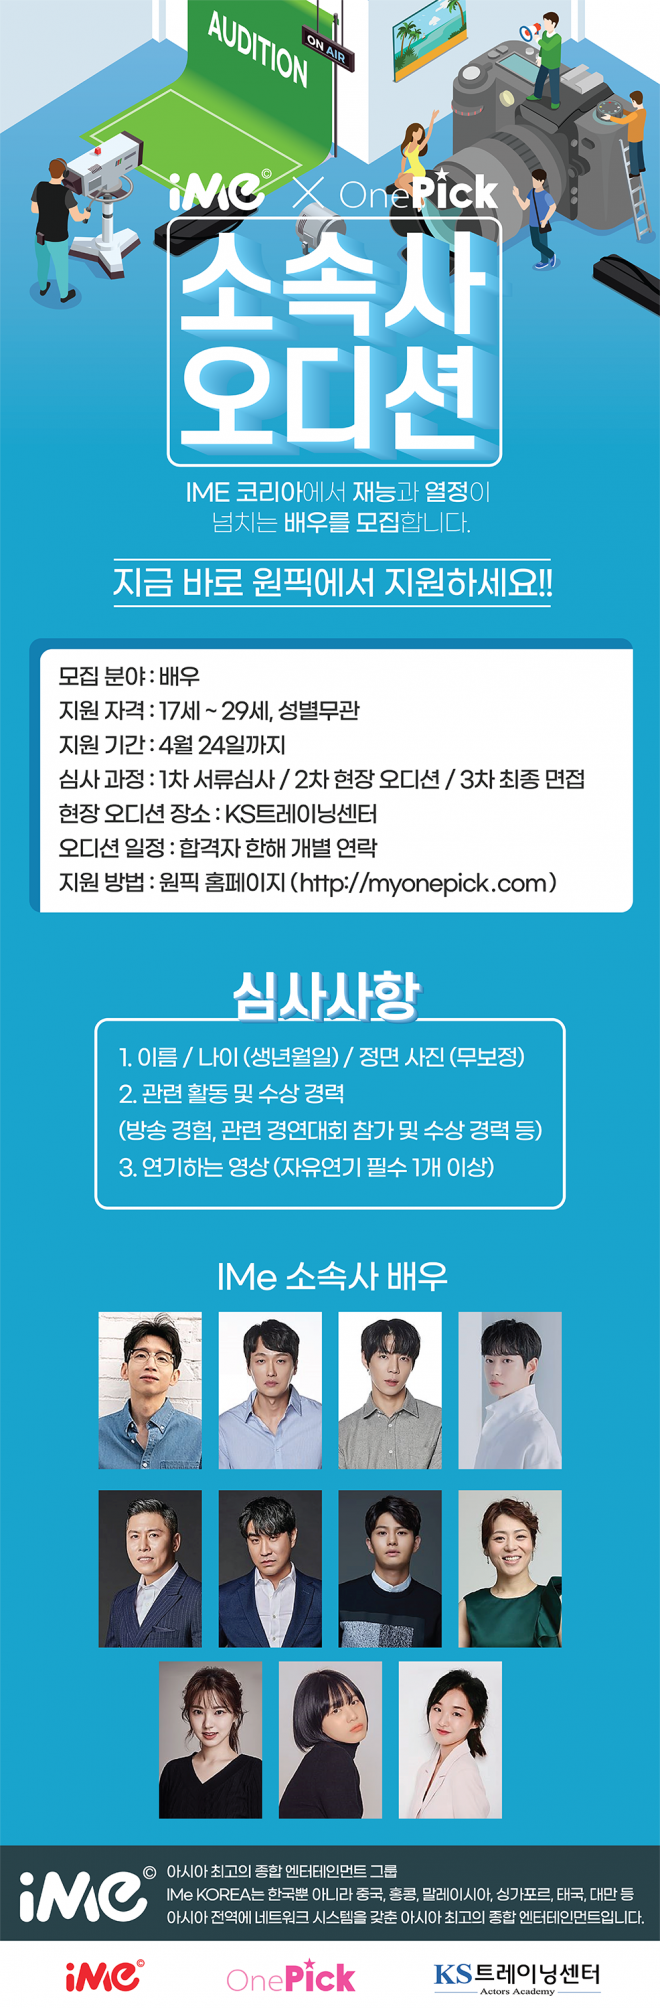 AUDITION
ON AIR
iMe© × OnePick
소속사
오디션
IME 코리아에서 재능과 열정이
넘치는 배우를 모집합니다.
지금 바로 원픽에서 지원하세요!!
모집 분야 : 배우
지원 자격 : 17세 ~ 29세, 성별무관
지원 기간 : 4월 24일까지
심사 과정 : 1차 서류심사 / 2차 현장 오디션 / 3차 최종 면접
현장 오디션 장소 : KS트레이닝센터
오디션 일정 : 합격자 한해 개별 연락
지원 방법 : 원픽 홈페이지 (http://myonepick.com)
심사사항
1. 이름 / 나이 (생년월일) / 정면 사진 (무보정)
2. 관련 활동 및 수상 경력
(방송 경험, 관련 경연대회 참가 및 수상 경력 등)
3. 연기하는 영상 (자유연기 필수 1개 이상)
IMe 소속사 배우
iMe©
아시아 최고의 종합 엔터테인먼트 그룹
IMe KOREA는 한국뿐 아니라 중국, 홍콩, 말레이시아, 싱가포르, 태국, 대만 등
아시아 전역에 네트워크 시스템을 갖춘 아시아 최고의 종합 엔터테인먼트입니다.
iMe© OnePick KS트레이닝센터
Actors Academy